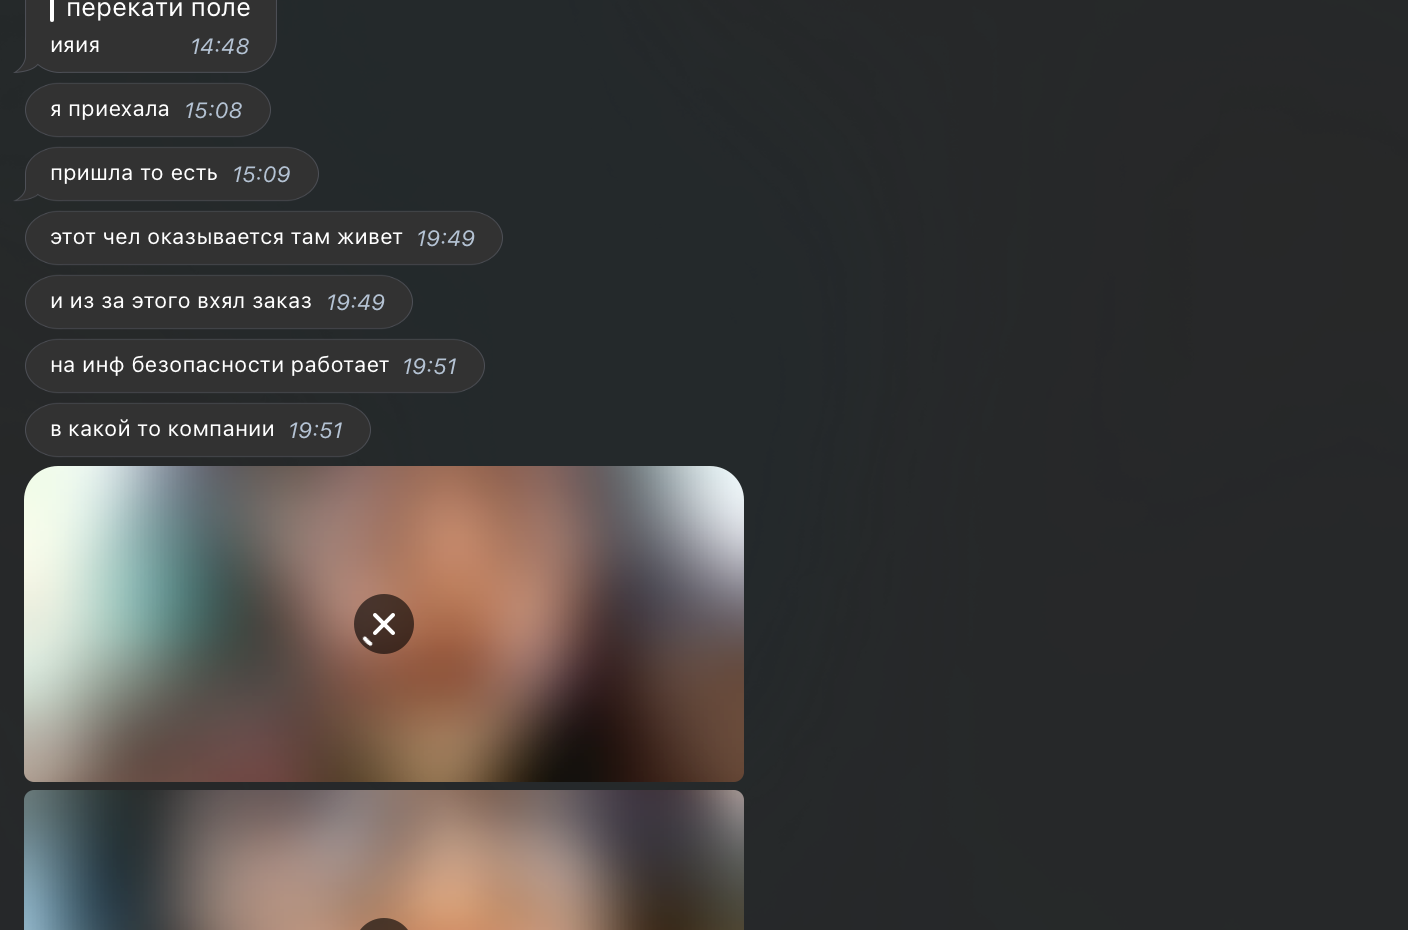 перекати поле
ияия 14:48
я приехала 15:08
пришла то есть 15:09
этот чел оказывается там живет 19:49
и из за этого вхял заказ 19:49
на инф безопасности работает 19:51
в какой то компании 19:51